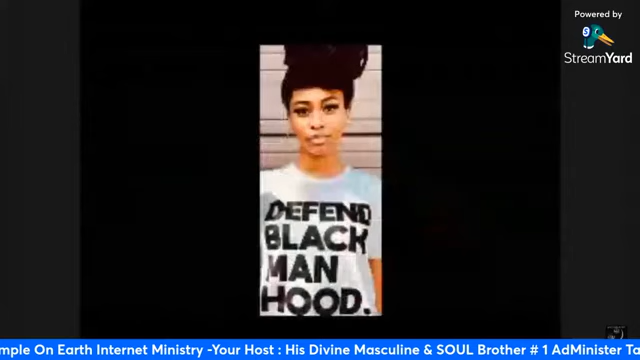 Powered by
StreamYard
DEFEND
BLACK
MAN
HOOD.
mple On Earth Internet Ministry -Your Host : His Divine Masculine & SOUL Brother # 1 AdMinister Ta